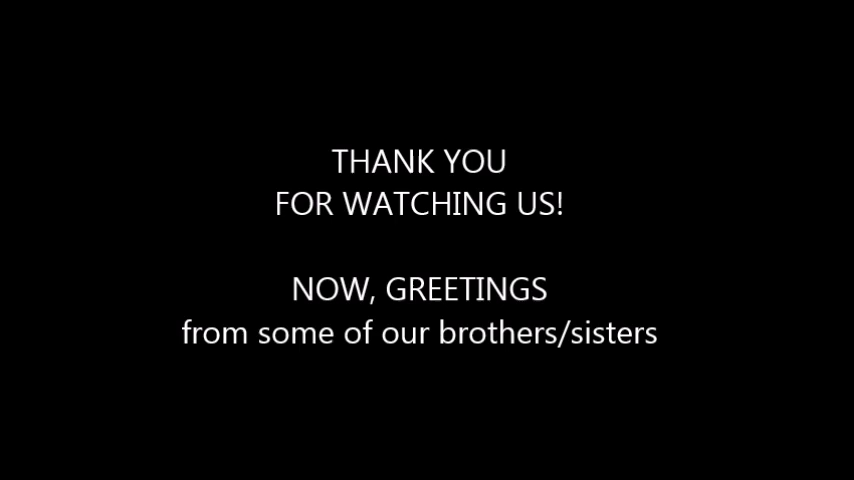 THANK YOU
FOR WATCHING US!
NOW, GREETINGS
from some of our brothers/sisters